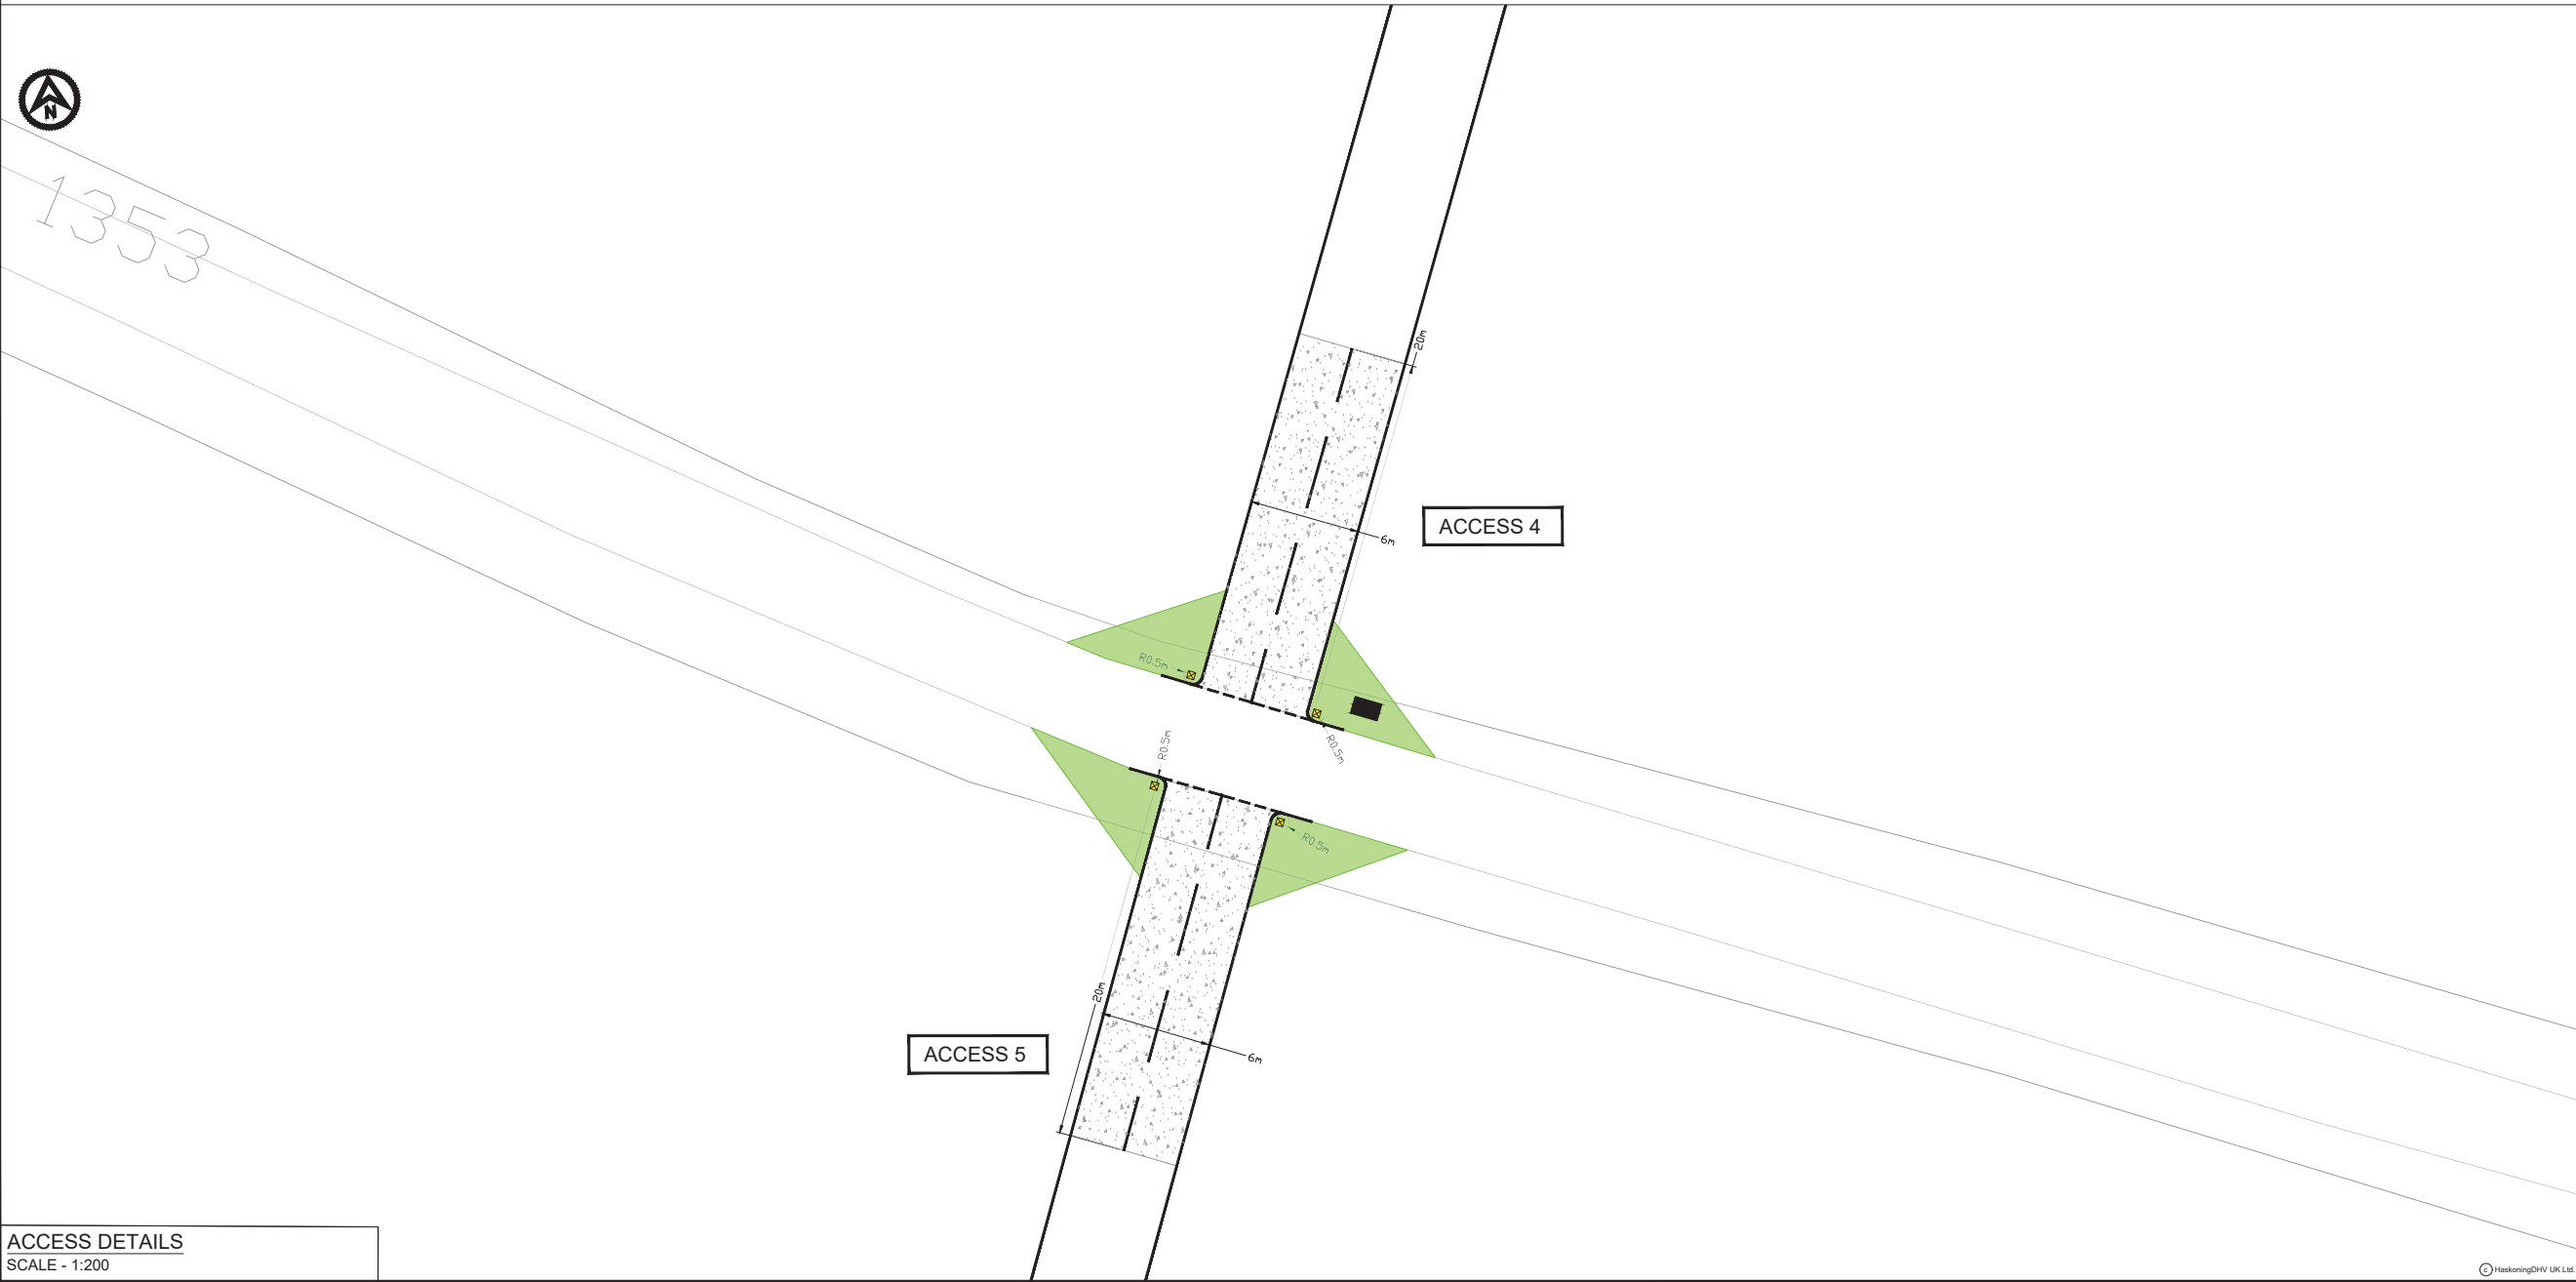 N
1353
20m
ACCESS 4
6m
R0.5m
R0.5m
R0.5m
R0.5m
20m
ACCESS 5
6m
ACCESS DETAILS
SCALE - 1:200
© HaskoningDHV UK Ltd.